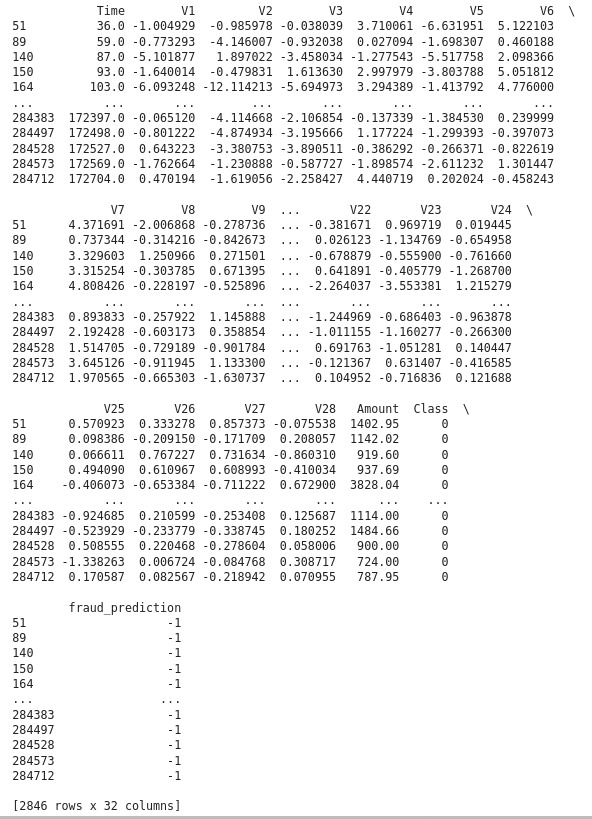 Time        V1         V2        V3        V4        V5        V6  \
51          36.0 -1.004929  -0.985978 -0.038039  3.710061 -6.631951  5.122103
89          59.0 -0.773293  -4.146007 -0.932038  0.027094 -1.698307  0.460188
140         87.0 -5.101877   1.897022 -3.458034 -1.277543 -5.517758  2.098366
150         93.0 -1.640014  -0.479831  1.613630  2.997979 -3.803788  5.051812
164        103.0 -6.093248 -12.114213 -5.694973  3.294389 -1.413792  4.776000
...          ...       ...        ...       ...       ...       ...       ...
284383  172397.0 -0.065120  -4.114668 -2.106854 -0.137339 -1.384530  0.239999
284497  172498.0 -0.801222  -4.874934 -3.195666  1.177224 -1.299393 -0.397073
284528  172527.0  0.643223  -3.380753 -3.890511 -0.386292 -0.266371 -0.822619
284573  172569.0 -1.762664  -1.230888 -0.587727 -1.898574 -2.611232  1.301447
284712  172704.0  0.470194  -1.619056 -2.258427  4.440719  0.202024 -0.458243

              V7        V8        V9  ...       V22       V23       V24  \
51      4.371691 -2.006868 -0.278736  ... -0.381671  0.969719  0.019445
89      0.737344 -0.314216 -0.842673  ...  0.026123 -1.134769 -0.654958
140     3.329603  1.250966  0.271501  ... -0.678879 -0.555900 -0.761660
150     3.315254 -0.303785  0.671395  ...  0.641891 -0.405779 -1.268700
164     4.808426 -0.228197 -0.525896  ... -2.264037 -3.553381  1.215279
...          ...       ...       ...  ...       ...       ...       ...
284383  0.893833 -0.257922  1.145888  ... -1.244969 -0.686403 -0.963878
284497  2.192428 -0.603173  0.358854  ... -1.011155 -1.160277 -0.266300
284528  1.514705 -0.729189 -0.901784  ...  0.691763 -1.051281  0.140447
284573  3.645126 -0.911945  1.133300  ... -0.121367  0.631407 -0.416585
284712  1.970565 -0.665303 -1.630737  ...  0.104952 -0.716836  0.121688

             V25       V26       V27       V28   Amount  Class  \
51      0.570923  0.333278  0.857373 -0.075538  1402.95      0
89      0.098386 -0.209150 -0.171709  0.208057  1142.02      0
140     0.066611  0.767227  0.731634 -0.860310   919.60      0
150     0.494090  0.610967  0.608993 -0.410034   937.69      0
164    -0.406073 -0.653384 -0.711222  0.672900  3828.04      0
...          ...       ...       ...       ...      ...    ...
284383 -0.924685  0.210599 -0.253408  0.125687  1114.00      0
284497 -0.523929 -0.233779 -0.338745  0.180252  1484.66      0
284528  0.508555  0.220468 -0.278604  0.058006   900.00      0
284573 -1.338263  0.006724 -0.084768  0.308717   724.00      0
284712  0.170587  0.082567 -0.218942  0.070955   787.95      0

        fraud_prediction
51                    -1
89                    -1
140                   -1
150                   -1
164                   -1
...                  ...
284383                -1
284497                -1
284528                -1
284573                -1
284712                -1

[2846 rows x 32 columns]